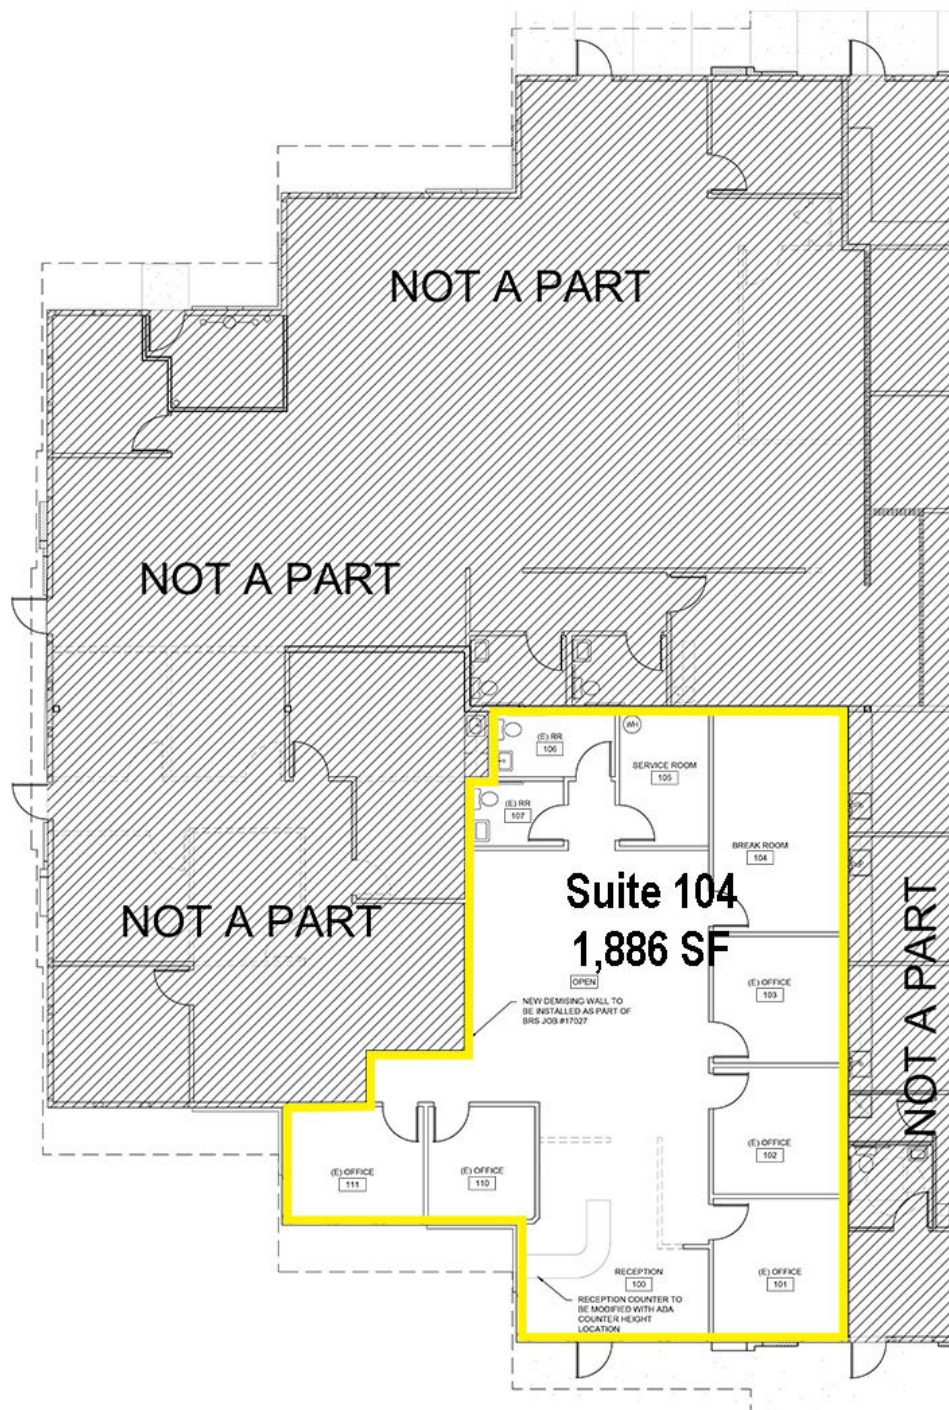 NOT A PART
NOT A PART
(E) RR
106
WH
SERVICE ROOM
105
(E) RR
107
BREAK ROOM
104
Suite 104
1,886 SF
NOT A PART
NOT A PART
OPEN
(E) OFFICE
103
NEW DEMISING WALL TO
BE INSTALLED AS PART OF
BRS JOB #17027
(E) OFFICE
102
(E) OFFICE
111
(E) OFFICE
110
RECEPTION
100
(E) OFFICE
101
RECEPTION COUNTER TO
BE MODIFIED WITH ADA
COUNTER HEIGHT
LOCATION